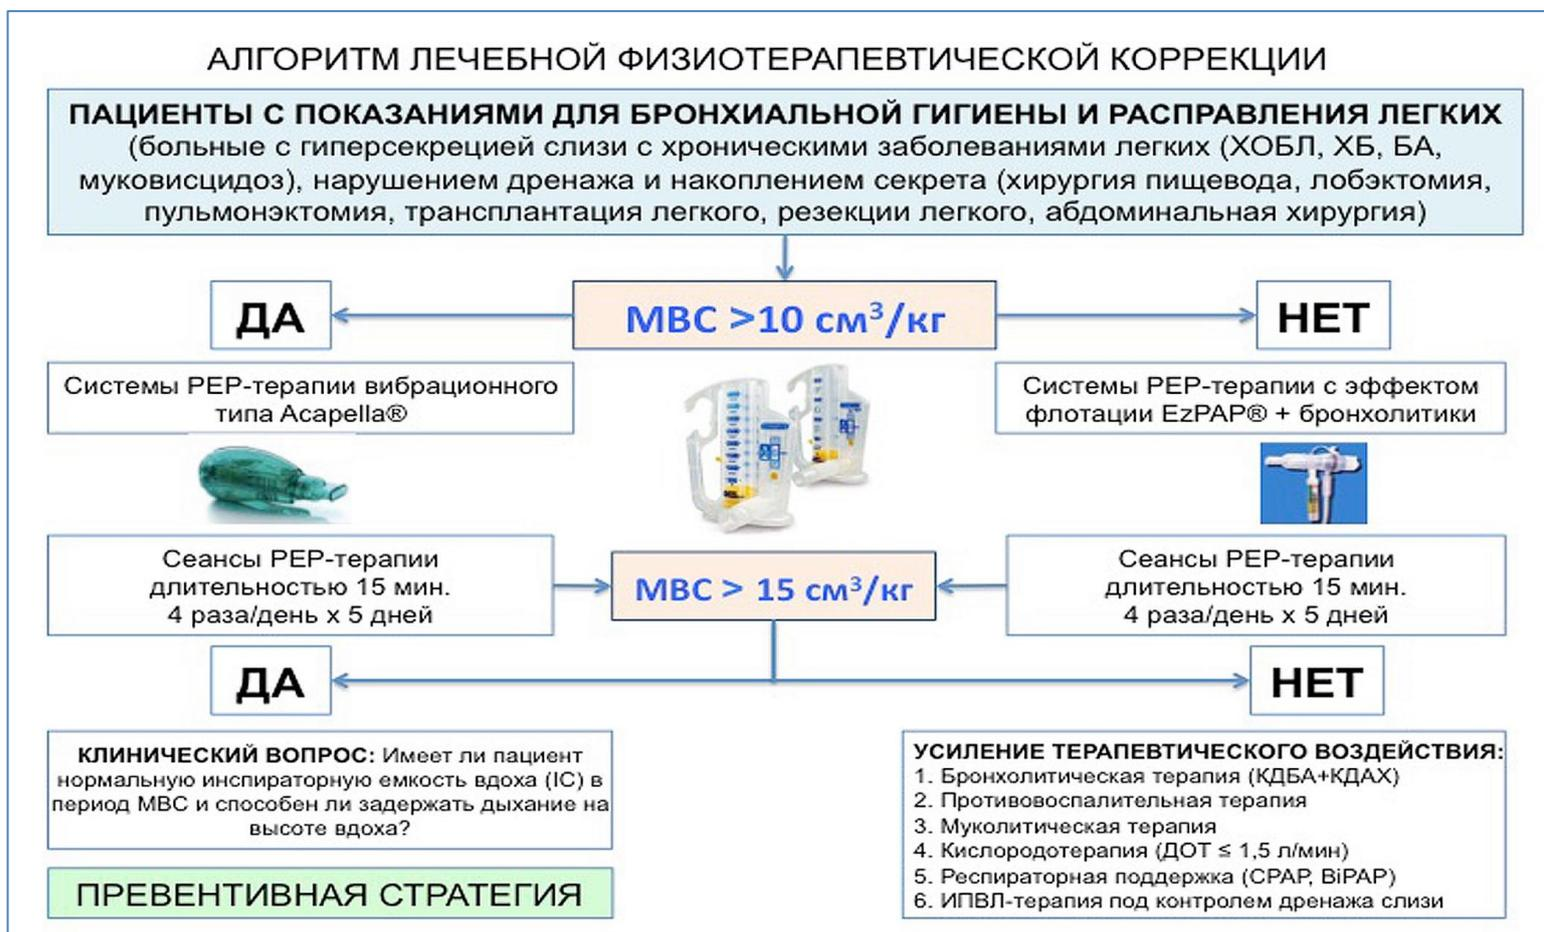 АЛГОРИТМ ЛЕЧЕБНОЙ ФИЗИОТЕРАПЕВТИЧЕСКОЙ КОРРЕКЦИИ
ПАЦИЕНТЫ С ПОКАЗАНИЯМИ ДЛЯ БРОНХИАЛЬНОЙ ГИГИЕНЫ И РАСПРАВЛЕНИЯ ЛЕГКИХ
(больные с гиперсекрецией слизи с хроническими заболеваниями легких (ХОБЛ, ХБ, БА,
муковисцидоз), нарушением дренажа и накоплением секрета (хирургия пищевода, лобэктомия,
пульмонэктомия, трансплантация легкого, резекции легкого, абдоминальная хирургия)
ДА
МВС >10 см³/кг
НЕТ
Системы PEP-терапии вибрационного
типа Acapella®
Системы PEP-терапии с эффектом
флотации EzPAP® + бронхолитики
Сеансы PEP-терапии
длительностью 15 мин.
4 раза/день х 5 дней
МВС > 15 см³/кг
Сеансы PEP-терапии
длительностью 15 мин.
4 раза/день х 5 дней
ДА
НЕТ
КЛИНИЧЕСКИЙ ВОПРОС: Имеет ли пациент
нормальную инспираторную емкость вдоха (IC) в
период МВС и способен ли задержать дыхание на
высоте вдоха?
ПРЕВЕНТИВНАЯ СТРАТЕГИЯ
УСИЛЕНИЕ ТЕРАПЕВТИЧЕСКОГО ВОЗДЕЙСТВИЯ:
1. Бронхолитическая терапия (КДБА+КДАХ)
2. Противовоспалительная терапия
3. Муколитическая терапия
4. Кислородотерапия (ДОТ ≤ 1,5 л/мин)
5. Респираторная поддержка (CPAP, BiPAP)
6. ИПВЛ-терапия под контролем дренажа слизи